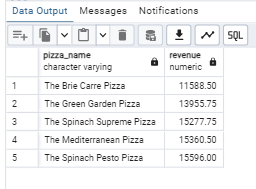 Data Output Messages Notifications
SQL
pizza_name revenue
character varying numeric
1 The Brie Carre Pizza 11588.50
2 The Green Garden Pizza 13955.75
3 The Spinach Supreme Pizza 15277.75
4 The Mediterranean Pizza 15360.50
5 The Spinach Pesto Pizza 15596.00